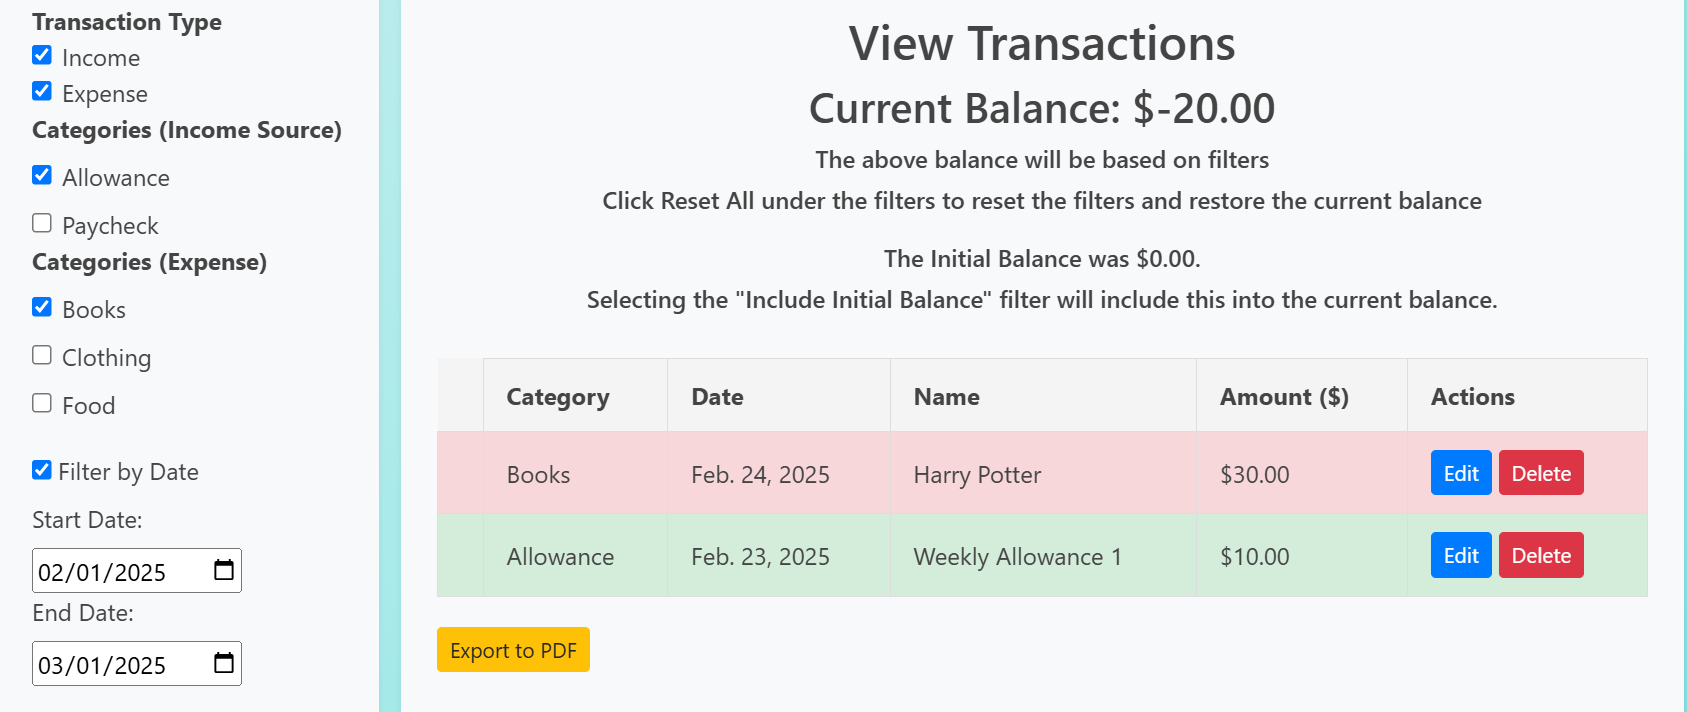 Transaction Type
Income
Expense
Categories (Income Source)
Allowance
Paycheck
Categories (Expense)
Books
Clothing
Food
Filter by Date
Start Date:
02/01/2025
End Date:
03/01/2025
View Transactions
Current Balance: $-20.00
The above balance will be based on filters
Click Reset All under the filters to reset the filters and restore the current balance
The Initial Balance was $0.00.
Selecting the "Include Initial Balance" filter will include this into the current balance.
Category Date Name Amount ($) Actions
Books Feb. 24, 2025 Harry Potter $30.00 Edit Delete
Allowance Feb. 23, 2025 Weekly Allowance 1 $10.00 Edit Delete
Export to PDF